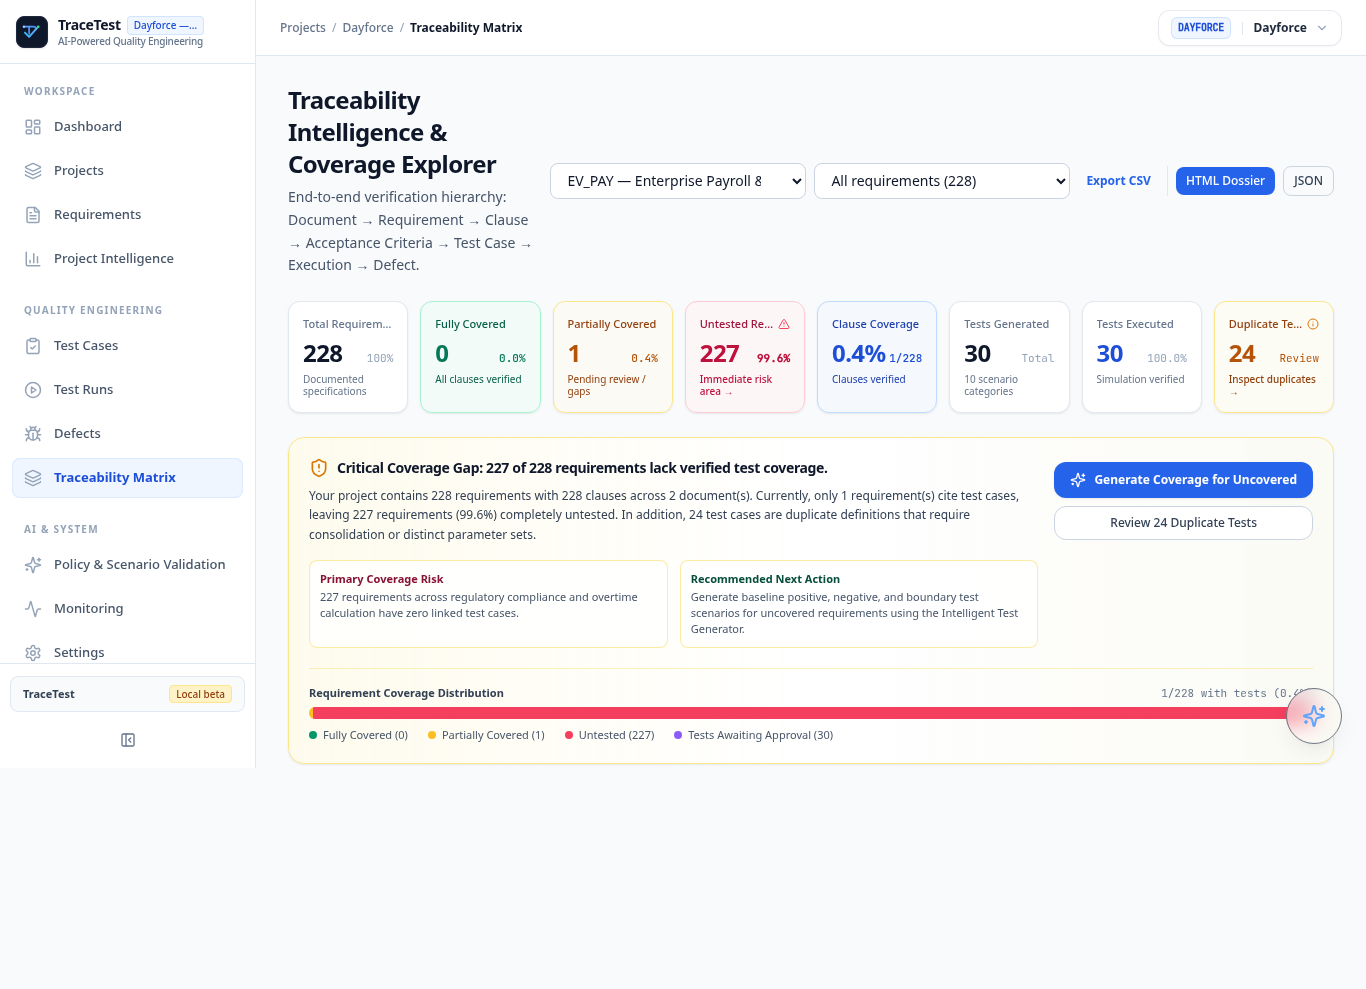 TraceTest
Dayforce —...
AI-Powered Quality Engineering
WORKSPACE
Dashboard
Projects
Requirements
Project Intelligence
QUALITY ENGINEERING
Test Cases
Test Runs
Defects
Traceability Matrix
AI & SYSTEM
Policy & Scenario Validation
Monitoring
Settings
TraceTest
Local beta
Projects / Dayforce / Traceability Matrix
DAYFORCE
Dayforce
Traceability
Intelligence &
Coverage Explorer
End-to-end verification hierarchy:
Document → Requirement → Clause
→ Acceptance Criteria → Test Case →
Execution → Defect.
EV_PAY — Enterprise Payroll &
All requirements (228)
Export CSV
HTML Dossier
JSON
Total Requirem...
228
100%
Documented
specifications
Fully Covered
0
0.0%
All clauses verified
Partially Covered
1
0.4%
Pending review /
gaps
Untested Re...
227
99.6%
Immediate risk
area →
Clause Coverage
0.4%
1/228
Clauses verified
Tests Generated
30
Total
10 scenario
categories
Tests Executed
30
100.0%
Simulation verified
Duplicate Te...
24
Review
Inspect duplicates
→
Critical Coverage Gap: 227 of 228 requirements lack verified test coverage.
Your project contains 228 requirements with 228 clauses across 2 document(s). Currently, only 1 requirement(s) cite test cases,
leaving 227 requirements (99.6%) completely untested. In addition, 24 test cases are duplicate definitions that require
consolidation or distinct parameter sets.
Generate Coverage for Uncovered
Review 24 Duplicate Tests
Primary Coverage Risk
227 requirements across regulatory compliance and overtime
calculation have zero linked test cases.
Recommended Next Action
Generate baseline positive, negative, and boundary test
scenarios for uncovered requirements using the Intelligent Test
Generator.
Requirement Coverage Distribution
1/228 with tests (0.4
Fully Covered (0)
Partially Covered (1)
Untested (227)
Tests Awaiting Approval (30)